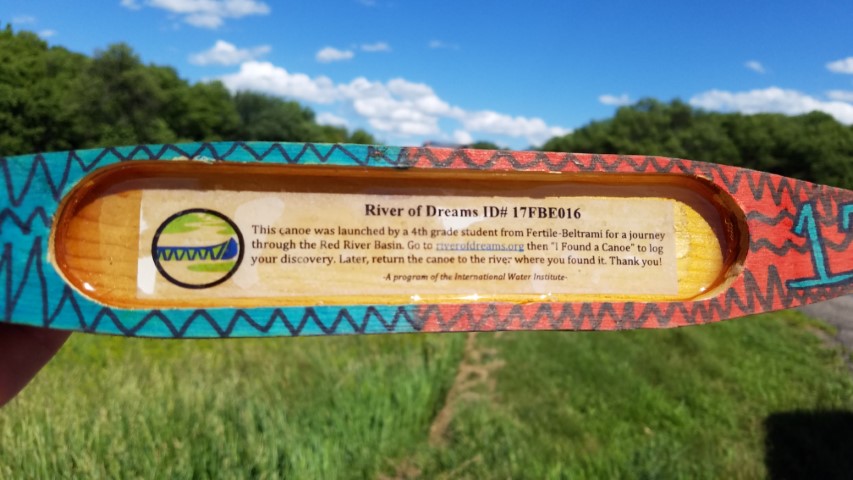 River of Dreams ID# 17FBE016
This canoe was launched by a 4th grade student from Fertile-Beltrami for a journey
through the Red River Basin. Go to riverofdreams.org then "I Found a Canoe" to log
your discovery. Later, return the canoe to the river where you found it. Thank you!
-A program of the International Water Institute-
17